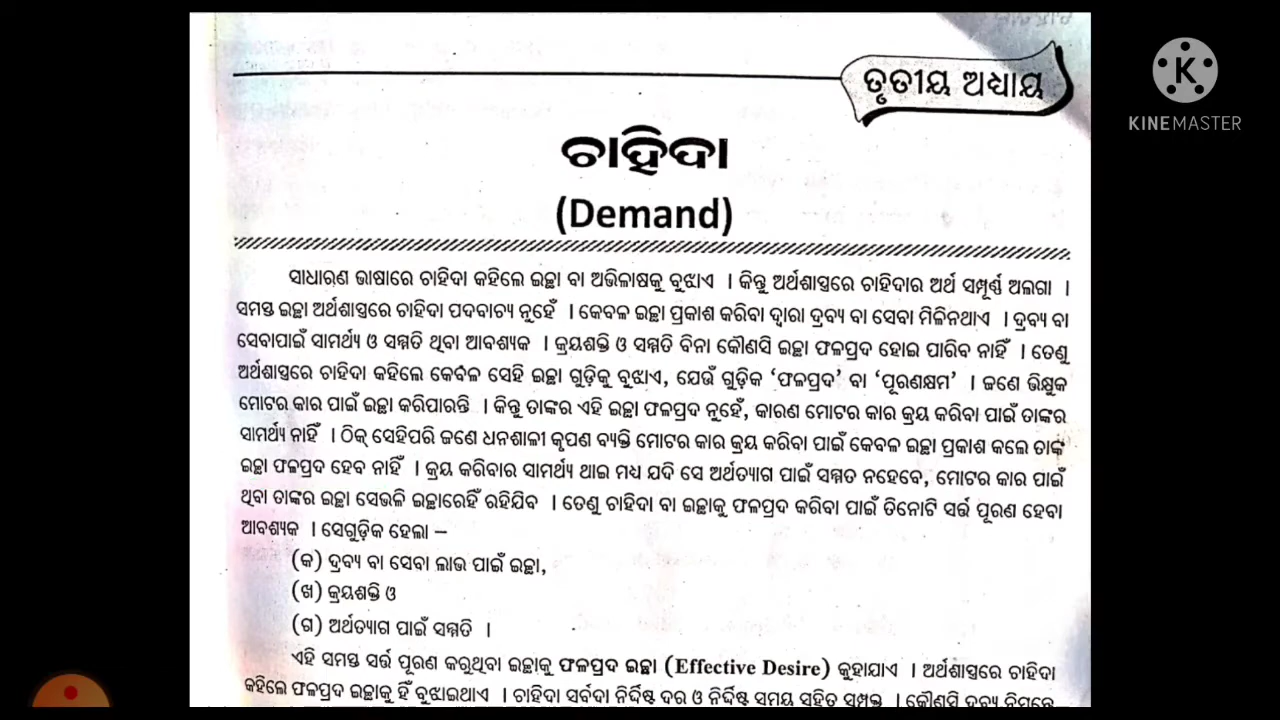 ତୃତୀୟ ଅଧ୍ୟାୟ
KINEMASTER
ଚାହିଦା
(Demand)
ସାଧାରଣ ଭାଷାରେ ଚାହିଦା କହିଲେ ଇଚ୍ଛା ବା ଅଭିଳାଷକୁ ବୁଝାଏ । କିନ୍ତୁ ଅର୍ଥଶାସ୍ତ୍ରରେ ଚାହିଦାର ଅର୍ଥ ସମ୍ପୂର୍ଣ୍ଣ ଅଲଗା ।
ସମସ୍ତ ଇଚ୍ଛା ଅର୍ଥଶାସ୍ତ୍ରରେ ଚାହିଦା ପଦବାଚ୍ୟ ନୁହେଁ । କେବଳ ଇଚ୍ଛା ପ୍ରକାଶ କରିବା ଦ୍ୱାରା ଦ୍ରବ୍ୟ ବା ସେବା ମିଳିନଥାଏ । ଦ୍ରବ୍ୟ ବା
ସେବାପାଇଁ ସାମର୍ଥ୍ୟ ଓ ସମ୍ମତି ଥିବା ଆବଶ୍ୟକ । କ୍ରୟଶକ୍ତି ଓ ସମ୍ମତି ବିନା କୌଣସି ଇଚ୍ଛା ଫଳପ୍ରଦ ହୋଇ ପାରିବ ନାହିଁ । ତେଣୁ
ଅର୍ଥଶାସ୍ତ୍ରରେ ଚାହିଦା କହିଲେ କେବଳ ସେହି ଇଚ୍ଛା ଗୁଡ଼ିକୁ ବୁଝାଏ, ଯେଉଁ ଗୁଡ଼ିକ ‘ଫଳପ୍ରଦ’ ବା ‘ପୂରଣକ୍ଷମ’ । ଜଣେ ଭିକ୍ଷୁକ
ମୋଟର କାର ପାଇଁ ଇଚ୍ଛା କରିପାରନ୍ତି । କିନ୍ତୁ ତାଙ୍କର ଏହି ଇଚ୍ଛା ଫଳପ୍ରଦ ନୁହେଁ, କାରଣ ମୋଟର କାର କ୍ରୟ କରିବା ପାଇଁ ତାଙ୍କର
ସାମର୍ଥ୍ୟ ନାହିଁ । ଠିକ୍ ସେହିପରି ଜଣେ ଧନଶାଳୀ କୃପଣ ବ୍ୟକ୍ତି ମୋଟର କାର କ୍ରୟ କରିବା ପାଇଁ କେବଳ ଇଚ୍ଛା ପ୍ରକାଶ କଲେ ତାଙ୍କ
ଇଚ୍ଛା ଫଳପ୍ରଦ ହେବ ନାହିଁ । କ୍ରୟ କରିବାର ସାମର୍ଥ୍ୟ ଥାଇ ମଧ୍ୟ ଯଦି ସେ ଅର୍ଥତ୍ୟାଗ ପାଇଁ ସମ୍ମତ ନହେବେ, ମୋଟର କାର ପାଇଁ
ଥିବା ତାଙ୍କର ଇଚ୍ଛା ସେଭଳି ଇଚ୍ଛାରେହିଁ ରହିଯିବ । ତେଣୁ ଚାହିଦା ବା ଇଚ୍ଛାକୁ ଫଳପ୍ରଦ କରିବା ପାଇଁ ତିନୋଟି ସର୍ତ୍ତ ପୂରଣ ହେବା
ଆବଶ୍ୟକ । ସେଗୁଡ଼ିକ ହେଲା –
(କ) ଦ୍ରବ୍ୟ ବା ସେବା ଲାଭ ପାଇଁ ଇଚ୍ଛା,
(ଖ) କ୍ରୟଶକ୍ତି ଓ
(ଗ) ଅର୍ଥତ୍ୟାଗ ପାଇଁ ସମ୍ମତି ।
ଏହି ସମସ୍ତ ସର୍ତ୍ତ ପୂରଣ କରୁଥିବା ଇଚ୍ଛାକୁ ଫଳପ୍ରଦ ଇଚ୍ଛା (Effective Desire) କୁହାଯାଏ । ଅର୍ଥଶାସ୍ତ୍ରରେ ଚାହିଦା
କହିଲେ ଫଳପ୍ରଦ ଇଚ୍ଛାକୁ ହିଁ ବୁଝାଇଥାଏ । ଚାହିଦା ସର୍ବଦା ନିର୍ଦ୍ଦିଷ୍ଟ ଦର ଓ ନିର୍ଦ୍ଦିଷ୍ଟ ସମୟ ସହିତ ସମ୍ପୃକ୍ତ । କୌଣସି ଦ୍ରବ୍ୟ ନିମନ୍ତେ